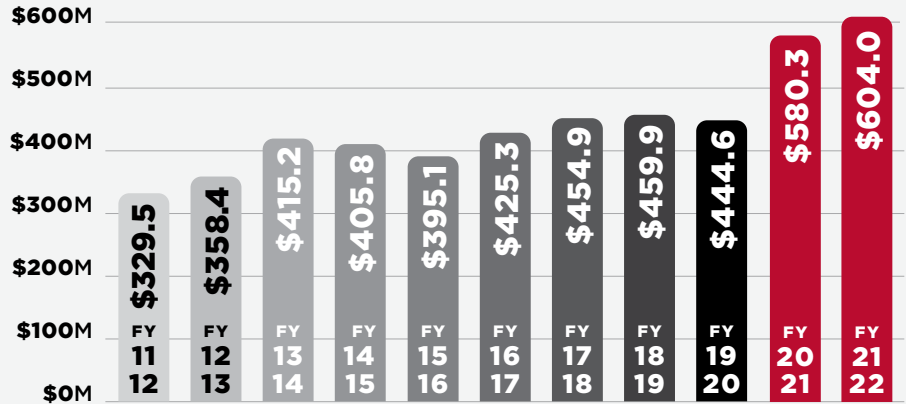 $600M
$500M
$400M
$300M
$200M
$100M
$0M
$329.5
FY
11
12
$358.4
FY
12
13
$415.2
FY
13
14
$405.8
FY
14
15
$395.1
FY
15
16
$425.3
FY
16
17
$454.9
FY
17
18
$459.9
FY
18
19
$444.6
FY
19
20
$580.3
FY
20
21
$604.0
FY
21
22